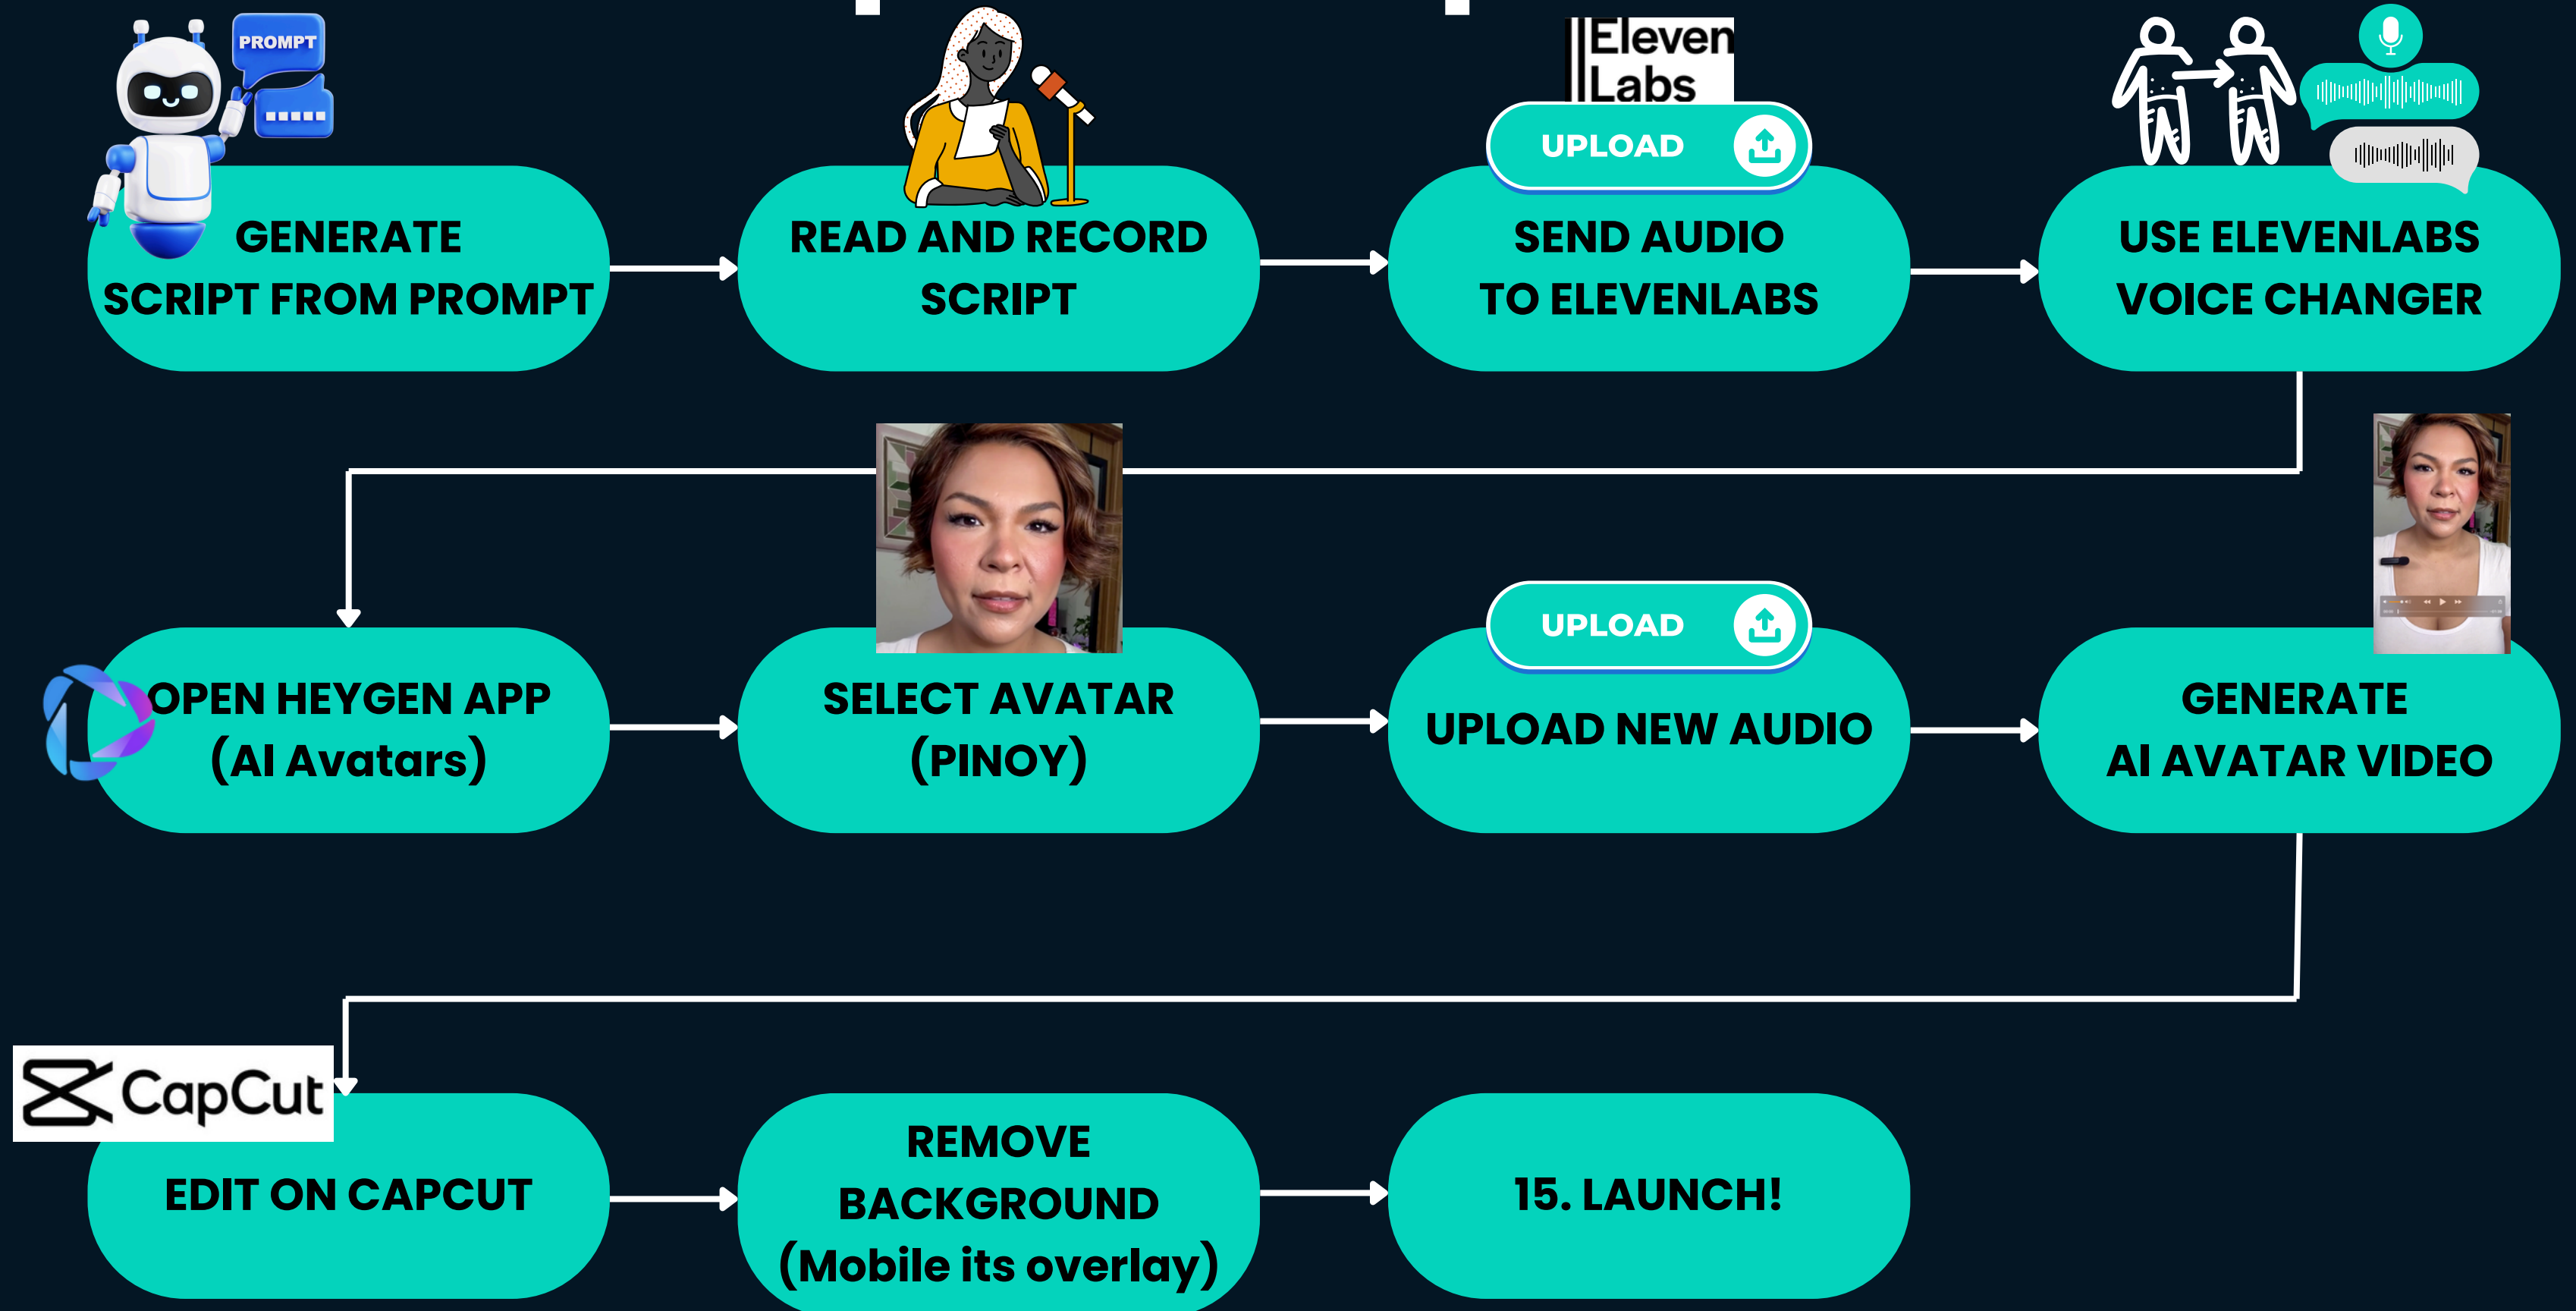 PROMPT
Eleven
Labs
UPLOAD
GENERATE
SCRIPT FROM PROMPT
READ AND RECORD
SCRIPT
SEND AUDIO
TO ELEVENLABS
USE ELEVENLABS
VOICE CHANGER
UPLOAD
OPEN HEYGEN APP
(AI Avatars)
SELECT AVATAR
(PINOY)
UPLOAD NEW AUDIO
GENERATE
AI AVATAR VIDEO
CapCut
EDIT ON CAPCUT
REMOVE
BACKGROUND
(Mobile its overlay)
15. LAUNCH!